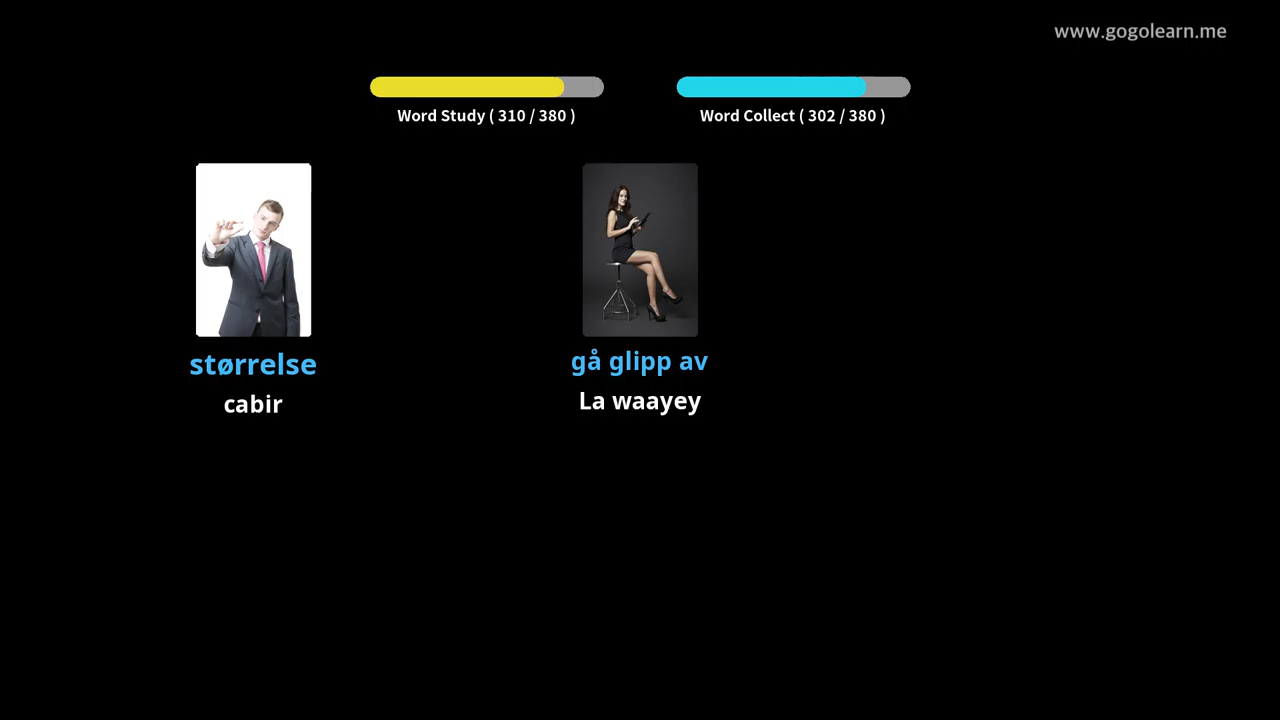 www.gogolearn.me
Word Study ( 310 / 380 )
Word Collect ( 302 / 380 )
størrelse
cabir
gå glipp av
La waayey